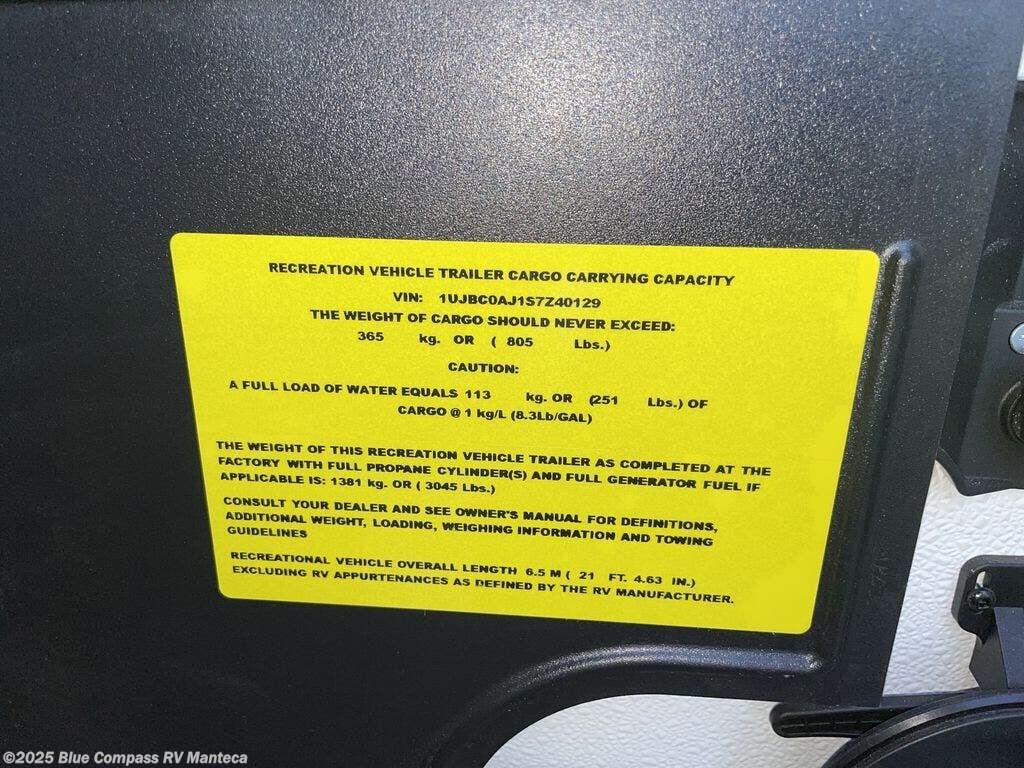 RECREATION VEHICLE TRAILER CARGO CARRYING CAPACITY
VIN: 1UJBC0AJ1S7Z40129
THE WEIGHT OF CARGO SHOULD NEVER EXCEED:
365 kg. OR ( 805 Lbs.)
CAUTION:
A FULL LOAD OF WATER EQUALS 113 kg. OR (251 Lbs.) OF
CARGO @ 1 kg/L (8.3Lb/GAL)
THE WEIGHT OF THIS RECREATION VEHICLE TRAILER AS COMPLETED AT THE
FACTORY WITH FULL PROPANE CYLINDER(S) AND FULL GENERATOR FUEL IF
APPLICABLE IS: 1381 kg. OR ( 3045 Lbs.)
CONSULT YOUR DEALER AND SEE OWNER'S MANUAL FOR DEFINITIONS,
ADDITIONAL WEIGHT, LOADING, WEIGHING INFORMATION AND TOWING
GUIDELINES
RECREATIONAL VEHICLE OVERALL LENGTH 6.5 M ( 21 FT. 4.63 IN.)
EXCLUDING RV APPURTENANCES AS DEFINED BY THE RV MANUFACTURER.
©2025 Blue Compass RV Manteca